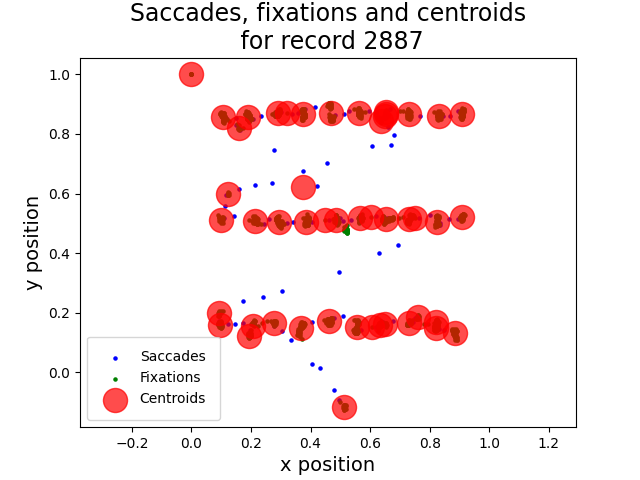 Saccades, fixations and centroids
for record 2887
1.0
0.8
0.6
0.4
0.2
0.0
y position
Saccades
Fixations
Centroids
−0.2
0.0
0.2
0.4
0.6
0.8
1.0
1.2
x position